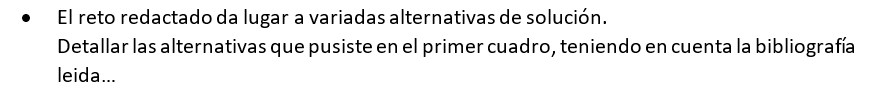 • El reto redactado da lugar a variadas alternativas de solución.
Detallar las alternativas que pusiste en el primer cuadro, teniendo en cuenta la bibliografía
leida...